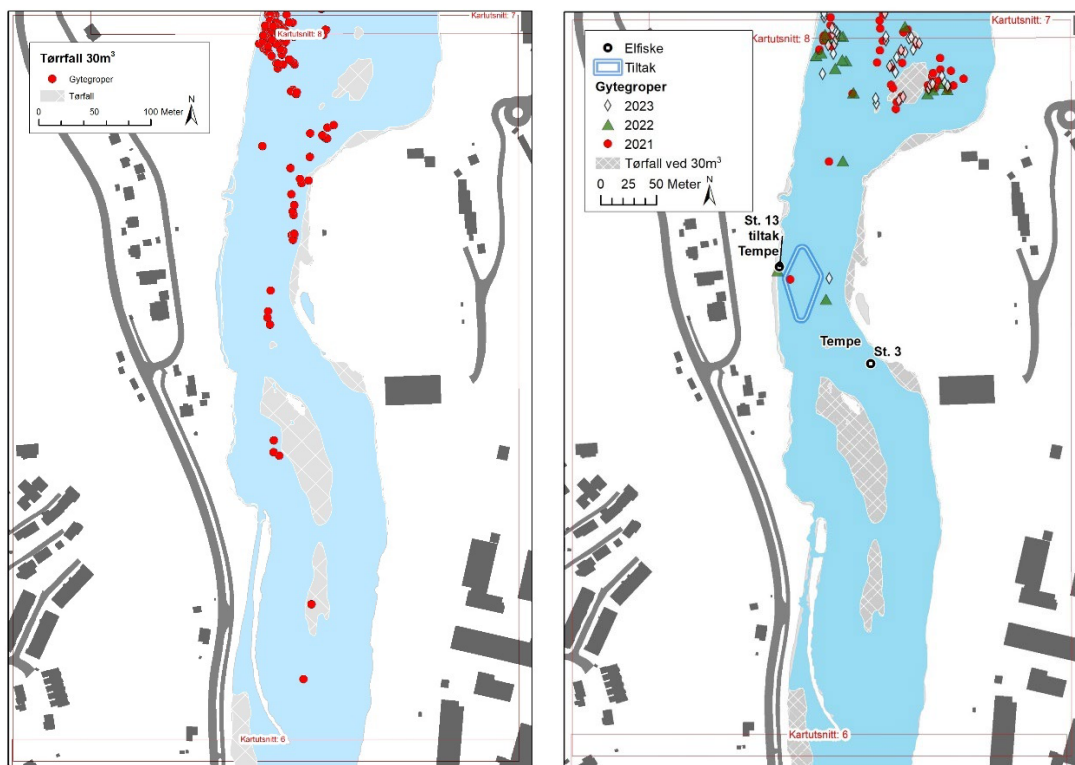 Kartutsnitt: 7
Kartutsnitt: 8
Tørrfall 30m³
Gytegroper
Tørfall
0 50 100 Meter
N
Kartutsnitt: 6
Kartutsnitt: 7
Kartutsnitt: 8
Elfiske
Tiltak
Gytegroper
2023
2022
2021
Tørfall ved 30m³
0 25 50 Meter
N
St. 13
tiltak
Tempe
Tempe
St. 3
Kartutsnitt: 6